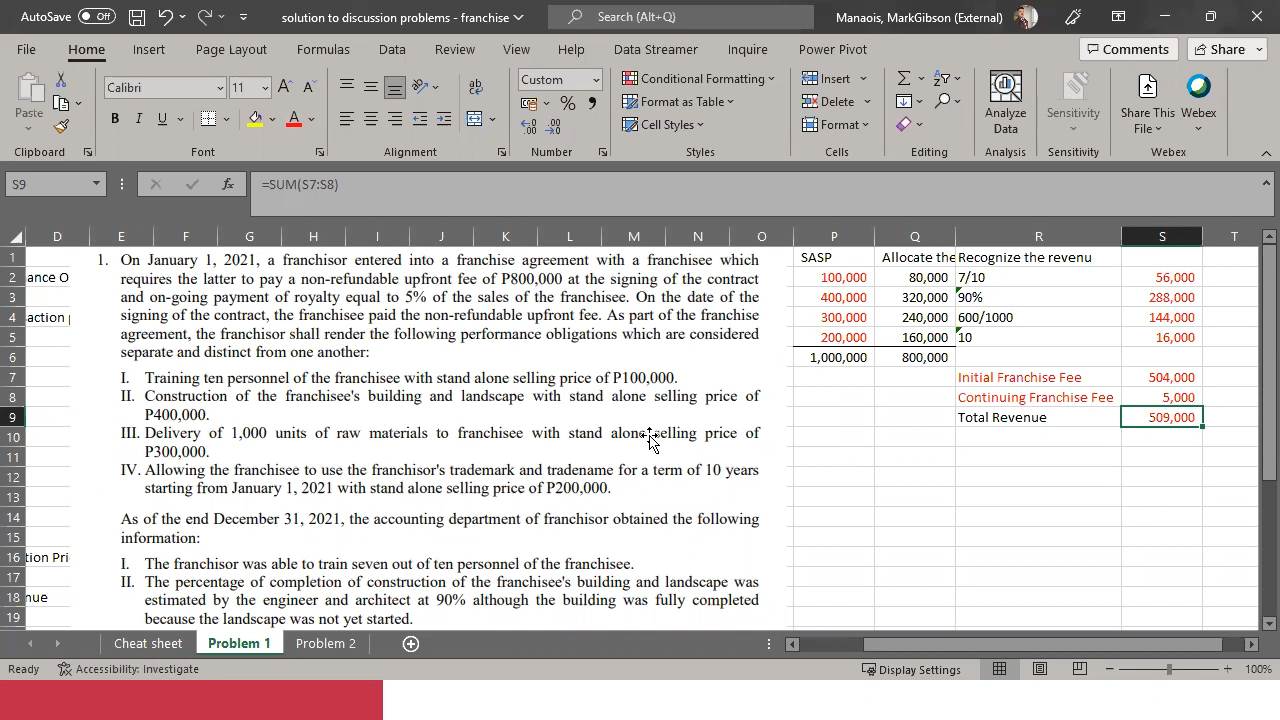 AutoSave Off solution to discussion problems - franchise Search (Alt+Q) Manaois, MarkGibson (External)
File Home Insert Page Layout Formulas Data Review View Help Data Streamer Inquire Power Pivot Comments Share
Paste Calibri 11 Custom Conditional Formatting Insert Analyze Data Sensitivity Share This File Webex
B I U A Format as Table Delete
Cell Styles Format
Clipboard Font Alignment Number Styles Cells Editing Analysis Sensitivity Webex
S9 fx =SUM(S7:S8)
D E F G H I J K L M N O P Q R S T
1 SASP Allocate the Recognize the revenu
2 ance O 100,000 80,000 7/10 56,000
3 400,000 320,000 90% 288,000
4 action p 300,000 240,000 600/1000 144,000
5 200,000 160,000 10 16,000
6 1,000,000 800,000
7 Initial Franchise Fee 504,000
8 Continuing Franchise Fee 5,000
9 Total Revenue 509,000
10
11
12
13
14
15
16 tion Pri
17
18 nue
19
1. On January 1, 2021, a franchisor entered into a franchise agreement with a franchisee which
requires the latter to pay a non-refundable upfront fee of P800,000 at the signing of the contract
and on-going payment of royalty equal to 5% of the sales of the franchisee. On the date of the
signing of the contract, the franchisee paid the non-refundable upfront fee. As part of the franchise
agreement, the franchisor shall render the following performance obligations which are considered
separate and distinct from one another:
I. Training ten personnel of the franchisee with stand alone selling price of P100,000.
II. Construction of the franchisee's building and landscape with stand alone selling price of
P400,000.
III. Delivery of 1,000 units of raw materials to franchisee with stand alone selling price of
P300,000.
IV. Allowing the franchisee to use the franchisor's trademark and tradename for a term of 10 years
starting from January 1, 2021 with stand alone selling price of P200,000.
As of the end December 31, 2021, the accounting department of franchisor obtained the following
information:
I. The franchisor was able to train seven out of ten personnel of the franchisee.
II. The percentage of completion of construction of the franchisee's building and landscape was
estimated by the engineer and architect at 90% although the building was fully completed
because the landscape was not yet started.
Cheat sheet Problem 1 Problem 2
Ready Accessibility: Investigate Display Settings 100%